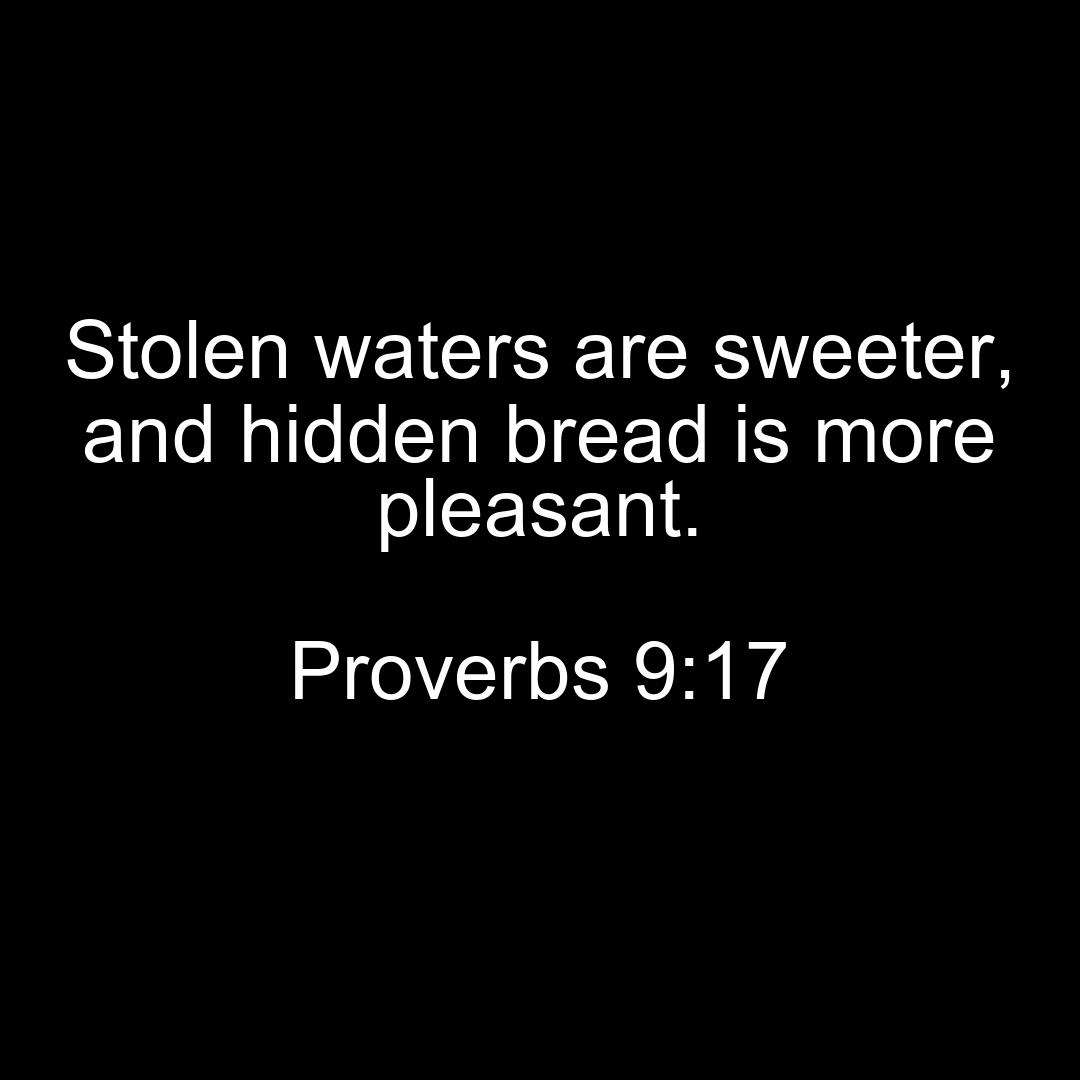 Stolen waters are sweeter,
and hidden bread is more
pleasant.
Proverbs 9:17